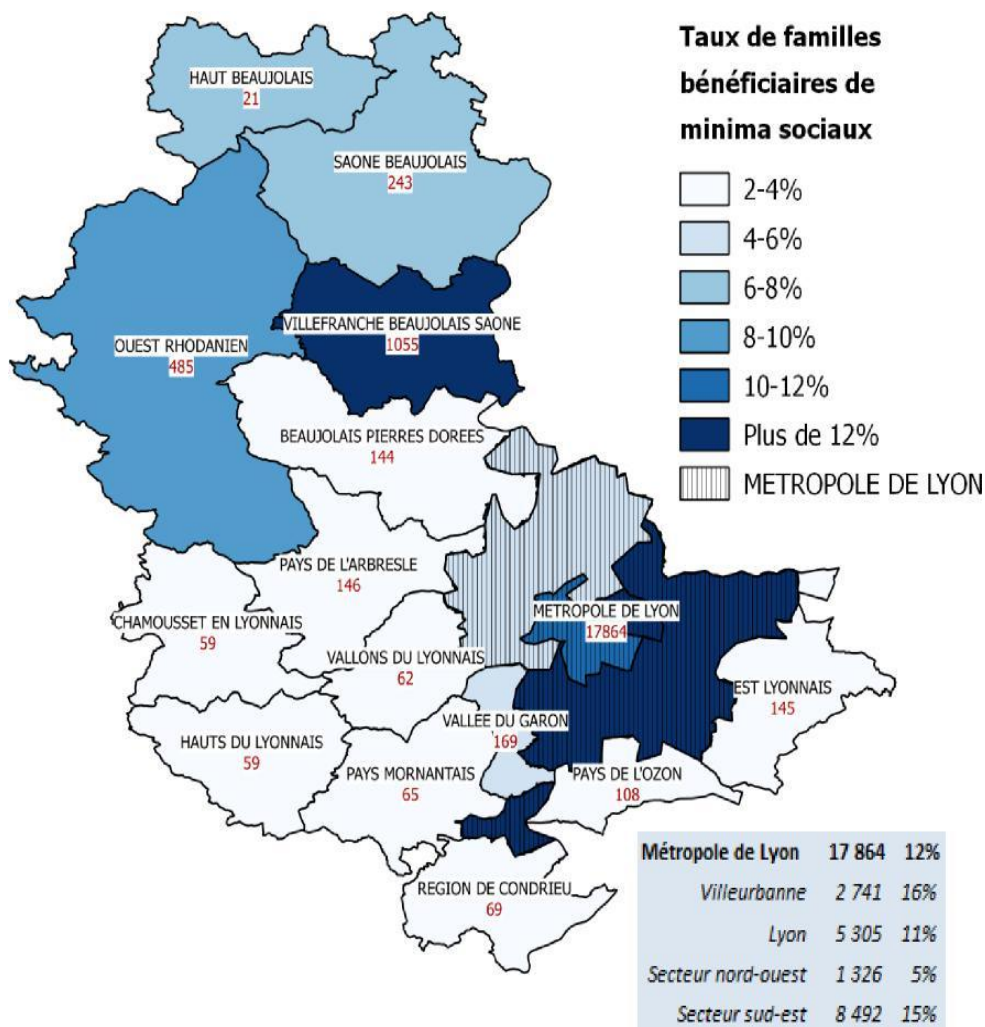 Taux de familles
bénéficiaires de
minima sociaux
2-4%
4-6%
6-8%
8-10%
10-12%
Plus de 12%
METROPOLE DE LYON
HAUT BEAUJOLAIS
21
SAONE BEAUJOLAIS
243
VILLEFRANCHE BEAUJOLAIS SAONE
1055
OUEST RHODANIEN
485
BEAUJOLAIS PIERRES DOREES
144
PAYS DE L'ARBRESLE
146
METROPOLE DE LYON
17864
CHAMOUSSET EN LYONNAIS
59
VALLONS DU LYONNAIS
62
EST LYONNAIS
145
VALLEE DU GARON
169
HAUTS DU LYONNAIS
59
PAYS MORNANTAIS
65
PAYS DE L'OZON
108
REGION DE CONDRIEU
69
Métropole de Lyon 17 864 12%
Villeurbanne 2 741 16%
Lyon 5 305 11%
Secteur nord-ouest 1 326 5%
Secteur sud-est 8 492 15%